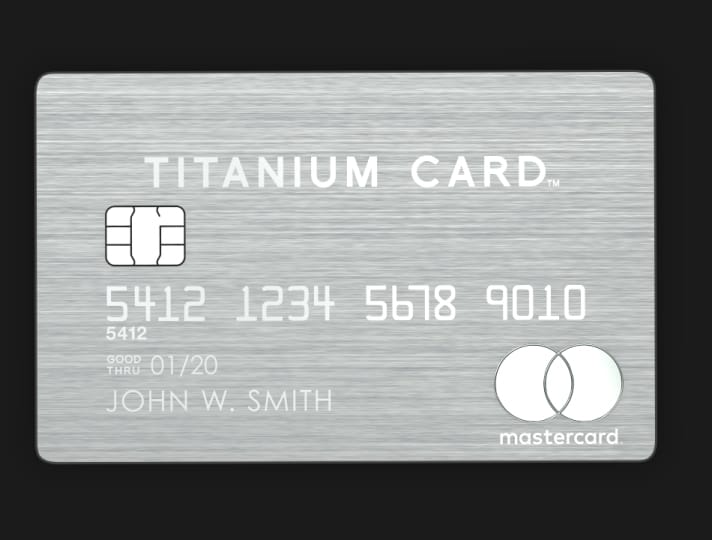 TITANIUM CARD™
5412 1234 5678 9010
5412
GOOD THRU 01/20
JOHN W. SMITH
mastercard